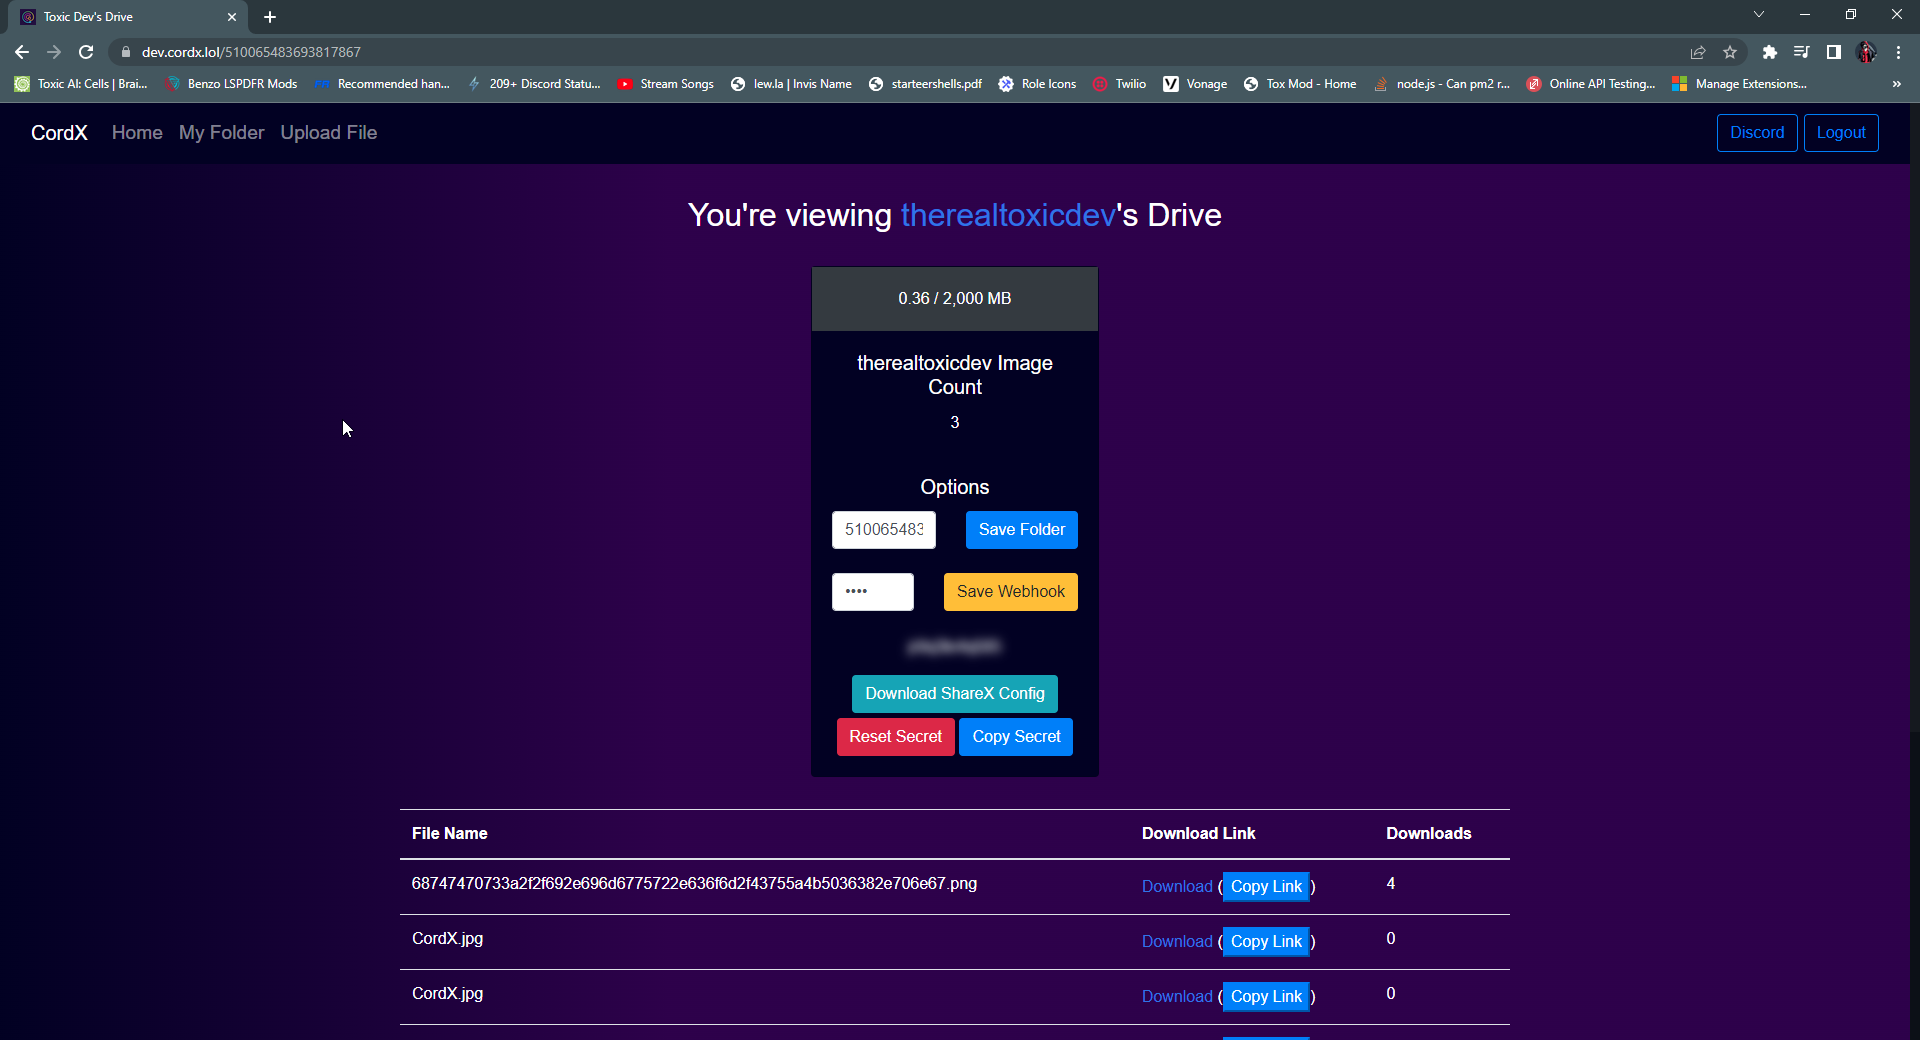 Toxic Dev's Drive
dev.cordx.lol/510065483693817867
Toxic AI: Cells | Brai...
Benzo LSPDFR Mods
Recommended han...
209+ Discord Statu...
Stream Songs
lew.la | Invis Name
starteershells.pdf
Role Icons
Twilio
Vonage
Tox Mod - Home
node.js - Can pm2 r...
Online API Testing...
Manage Extensions...
»
CordX Home My Folder Upload File
Discord Logout
You're viewing therealtoxicdev's Drive
0.36 / 2,000 MB
therealtoxicdev Image
Count
3
Options
510065483 Save Folder
•••• Save Webhook
Download ShareX Config
Reset Secret Copy Secret
File Name Download Link Downloads
68747470733a2f2f692e696d6775722e636f6d2f43755a4b5036382e706e67.png Download (Copy Link) 4
CordX.jpg Download (Copy Link) 0
CordX.jpg Download (Copy Link) 0